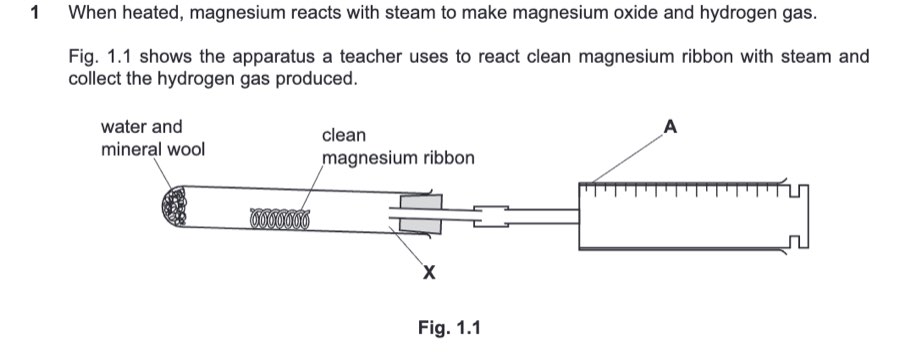 1 When heated, magnesium reacts with steam to make magnesium oxide and hydrogen gas.
Fig. 1.1 shows the apparatus a teacher uses to react clean magnesium ribbon with steam and
collect the hydrogen gas produced.
water and
mineral wool
clean
magnesium ribbon
A
X
Fig. 1.1